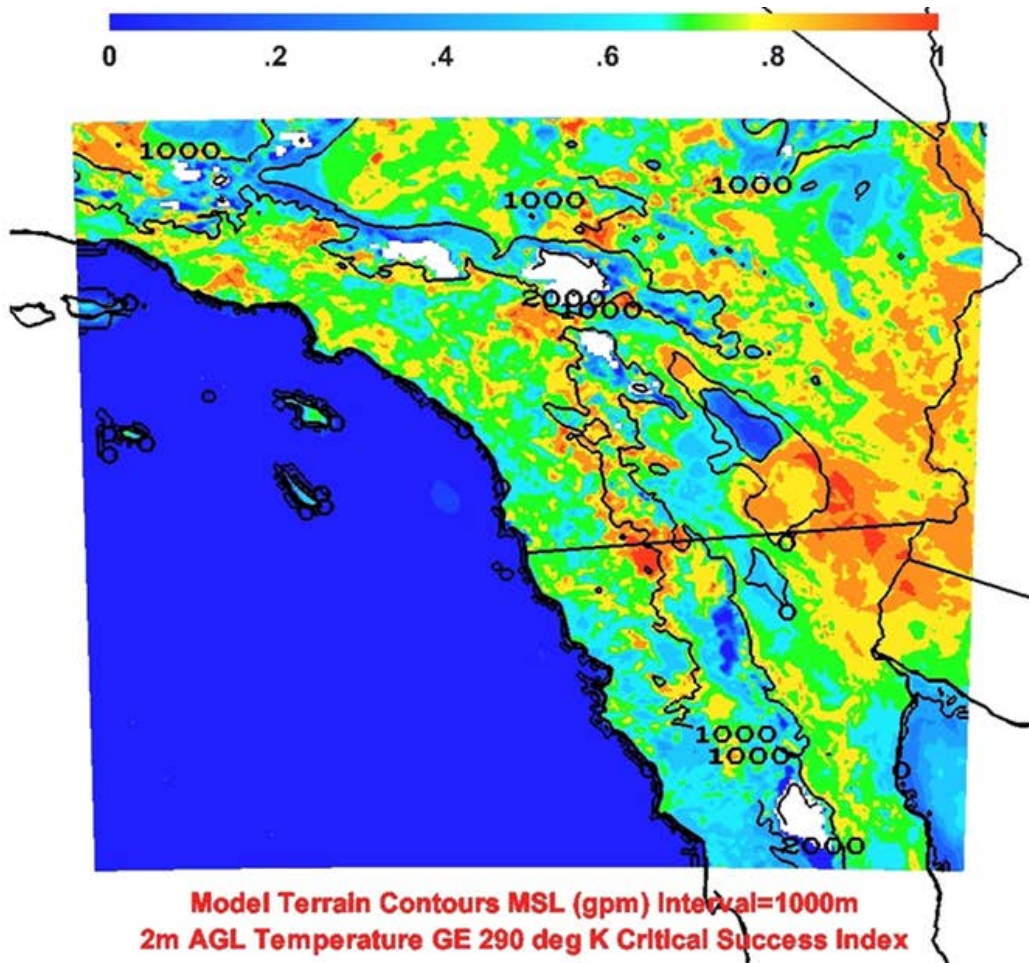 0 .2 .4 .6 .8 1
1000
1000
1000
2000
1000
1000
1000
2000
Model Terrain Contours MSL (gpm) Interval=1000m
2m AGL Temperature GE 290 deg K Critical Success Index